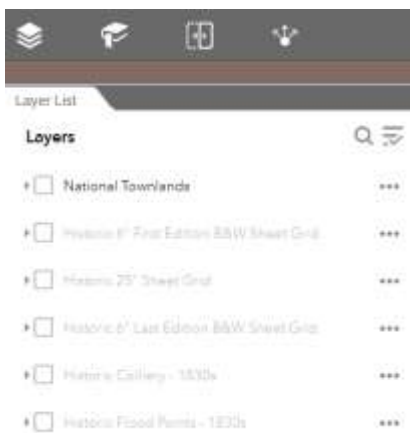 Layer List
Layers
National Townlands
Historic 6" First Edition B&W Sheet Grid
Historic 25" Sheet Grid
Historic 6" Last Edition B&W Sheet Grid
Historic Colliery - 1830s
Historic Flood Points - 1830s